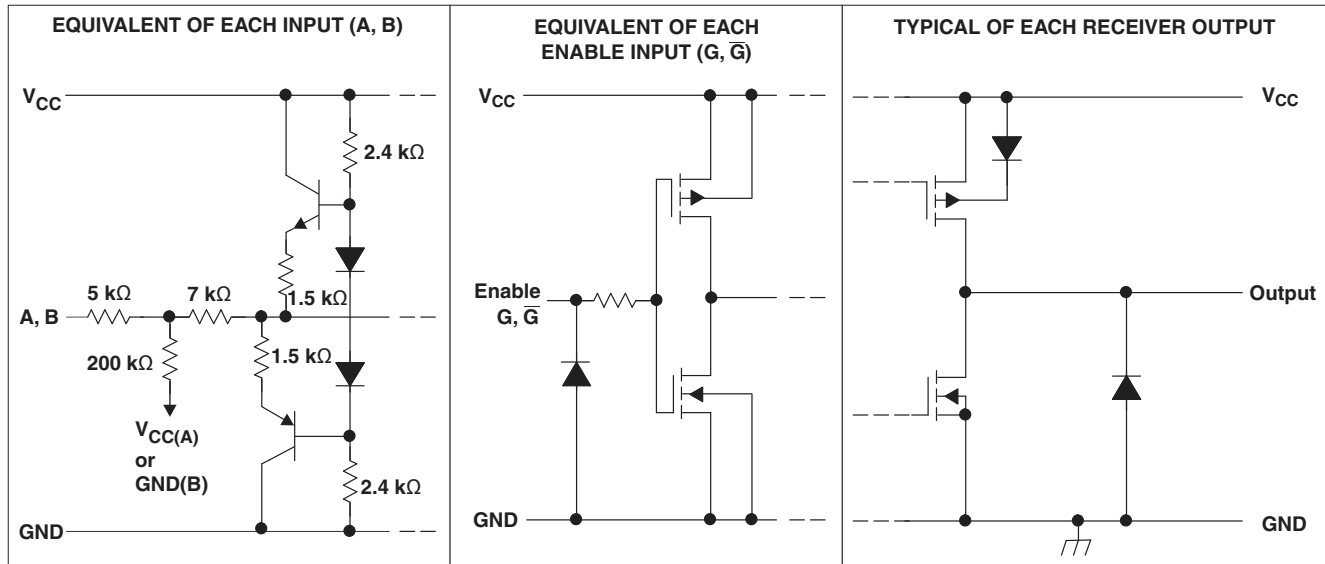 EQUIVALENT OF EACH INPUT (A, B)
VCC
2.4 kΩ
1.5 kΩ
5 kΩ
7 kΩ
A, B
200 kΩ
1.5 kΩ
VCC(A)
or
GND(B)
2.4 kΩ
GND
EQUIVALENT OF EACH
ENABLE INPUT (G, G̅)
VCC
Enable
G, G̅
GND
TYPICAL OF EACH RECEIVER OUTPUT
VCC
Output
GND